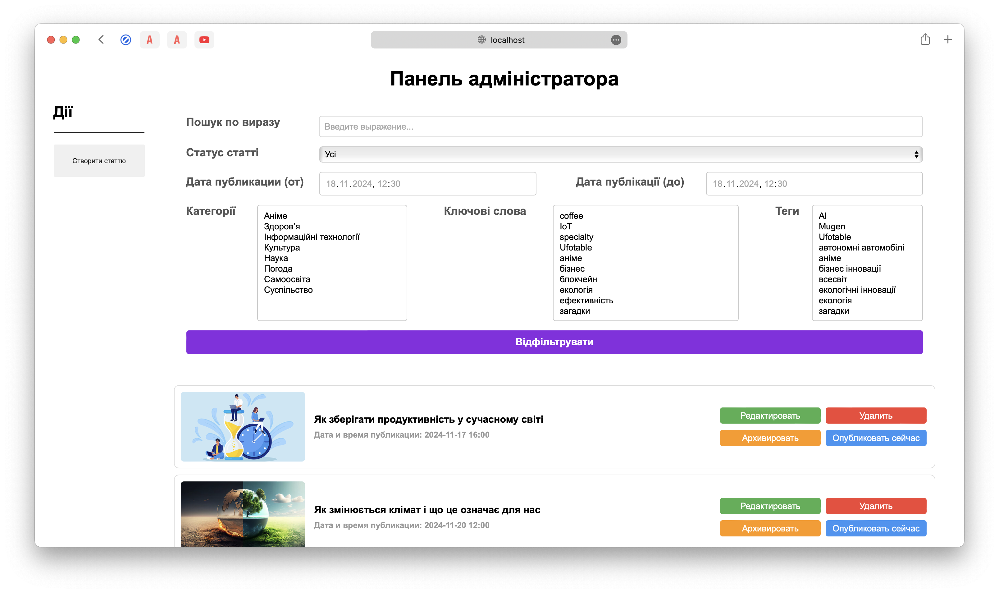 A
A
localhost
Панель адміністратора
Дії
Створити статтю
Пошук по виразу
Введите выражение...
Статус статті
Усі
Дата публикации (от)
18.11.2024, 12:30
Дата публікації (до)
18.11.2024, 12:30
Категорії
Аніме
Здоров’я
Інформаційні технології
Культура
Наука
Погода
Самоосвіта
Суспільство
Ключові слова
coffee
IoT
specialty
Ufotable
аніме
бізнес
блокчейн
екологія
ефективність
загадки
Теги
AI
Mugen
Ufotable
автономні автомобілі
аніме
бізнес інновації
всесвіт
екологічні інновації
екологія
загадки
Відфільтрувати
Як зберігати продуктивність у сучасному світі
Дата и время публикации: 2024-11-17 16:00
Редактировать
Удалить
Архивировать
Опубликовать сейчас
Як змінюється клімат і що це означає для нас
Дата и время публикации: 2024-11-20 12:00
Редактировать
Удалить
Архивировать
Опубликовать сейчас